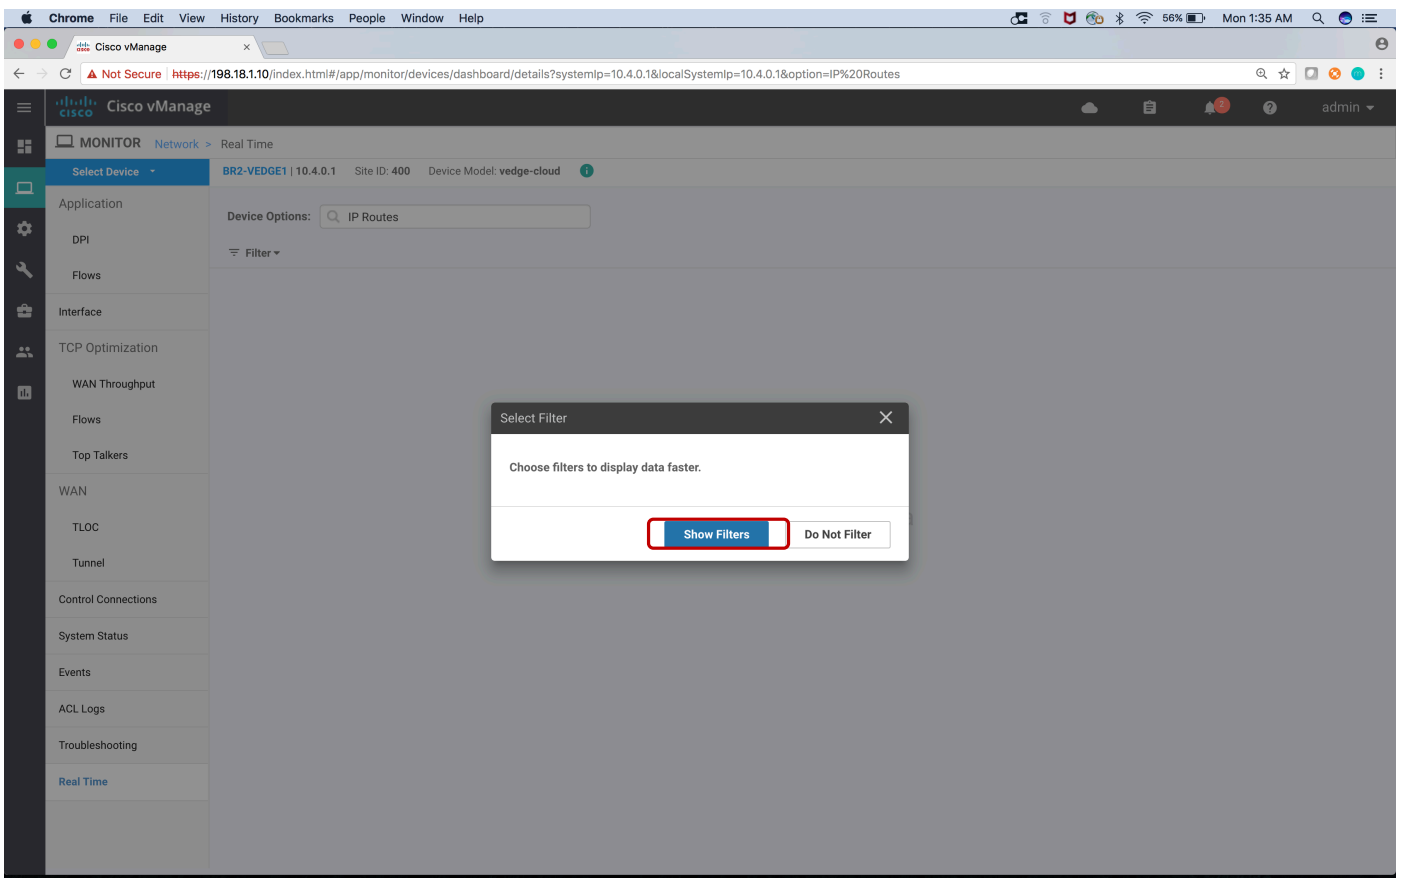 Chrome File Edit View History Bookmarks People Window Help 56% Mon 1:35 AM
Cisco vManage ×
Not Secure https://198.18.1.10/index.html#/app/monitor/devices/dashboard/details?systemIp=10.4.0.1&localSystemIp=10.4.0.1&option=IP%20Routes
cisco Cisco vManage 2 admin
MONITOR Network > Real Time
Select Device BR2-VEDGE1 | 10.4.0.1 Site ID: 400 Device Model: vedge-cloud
Application
Device Options: IP Routes
DPI
Filter
Flows
Interface
TCP Optimization
WAN Throughput
Flows
Top Talkers
WAN
TLOC
Tunnel
Control Connections
System Status
Events
ACL Logs
Troubleshooting
Real Time
Select Filter
Choose filters to display data faster.
Show Filters Do Not Filter